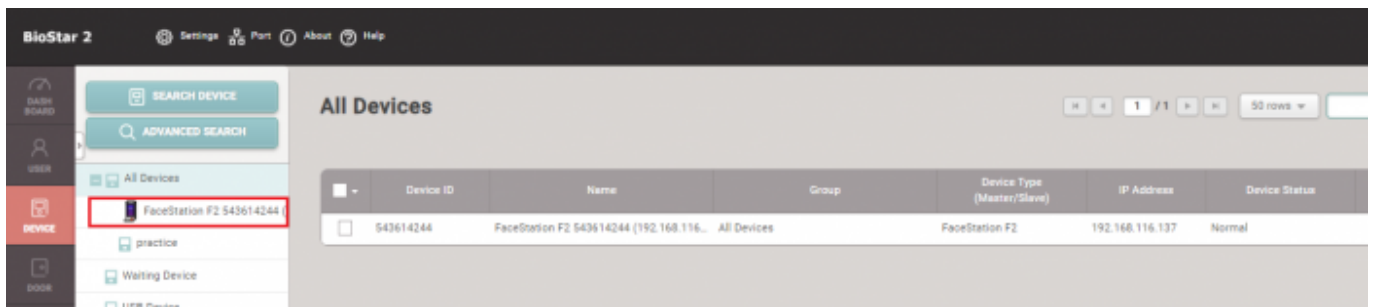 BioStar 2 Settings Port About Help
DASH
BOARD
USER
DEVICE
DOOR
SEARCH DEVICE
ADVANCED SEARCH
All Devices
FaceStation F2 543614244 (
practice
Waiting Device
USB Device
All Devices
1 / 1 50 rows
Device ID Name Group Device Type
(Master/Slave) IP Address Device Status
543614244 FaceStation F2 543614244 (192.168.116... All Devices FaceStation F2 192.168.116.137 Normal